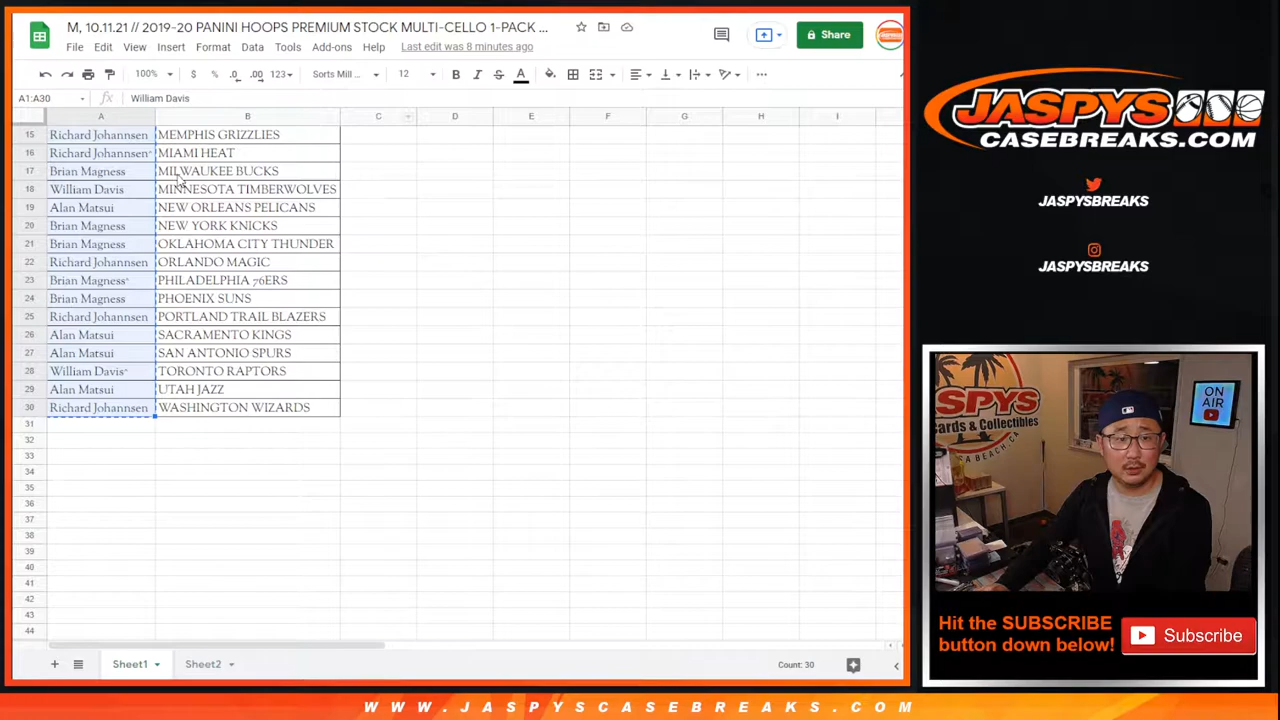 M, 10.11.21 // 2019-20 PANINI HOOPS PREMIUM STOCK MULTI-CELLO 1-PACK ...
File Edit View Insert Format Data Tools Add-ons Help Last edit was 8 minutes ago
Share
100% $ % .0 .00 123 Sorts Mill ... 12 B I S A
A1:A30 fx William Davis
A B C D E F G H I
15 Richard Johannsen MEMPHIS GRIZZLIES
16 Richard Johannsen^ MIAMI HEAT
17 Brian Magness MILWAUKEE BUCKS
18 William Davis MINNESOTA TIMBERWOLVES
19 Alan Matsui NEW ORLEANS PELICANS
20 Brian Magness NEW YORK KNICKS
21 Brian Magness OKLAHOMA CITY THUNDER
22 Richard Johannsen ORLANDO MAGIC
23 Brian Magness^ PHILADELPHIA 76ERS
24 Brian Magness PHOENIX SUNS
25 Richard Johannsen PORTLAND TRAIL BLAZERS
26 Alan Matsui SACRAMENTO KINGS
27 Alan Matsui SAN ANTONIO SPURS
28 William Davis^ TORONTO RAPTORS
29 Alan Matsui UTAH JAZZ
30 Richard Johannsen WASHINGTON WIZARDS
31
32
33
34
35
36
37
38
39
40
41
42
43
44
Sheet1 Sheet2 Count: 30
JASPYS
CASEBREAKS.COM
JASPYSBREAKS
JASPYSBREAKS
ASPYS
Cards & Collectibles
A BEACH, CA
ON
AIR
Hit the SUBSCRIBE
button down below!
Subscribe
WWW.JASPYSCASEBREAKS.COM